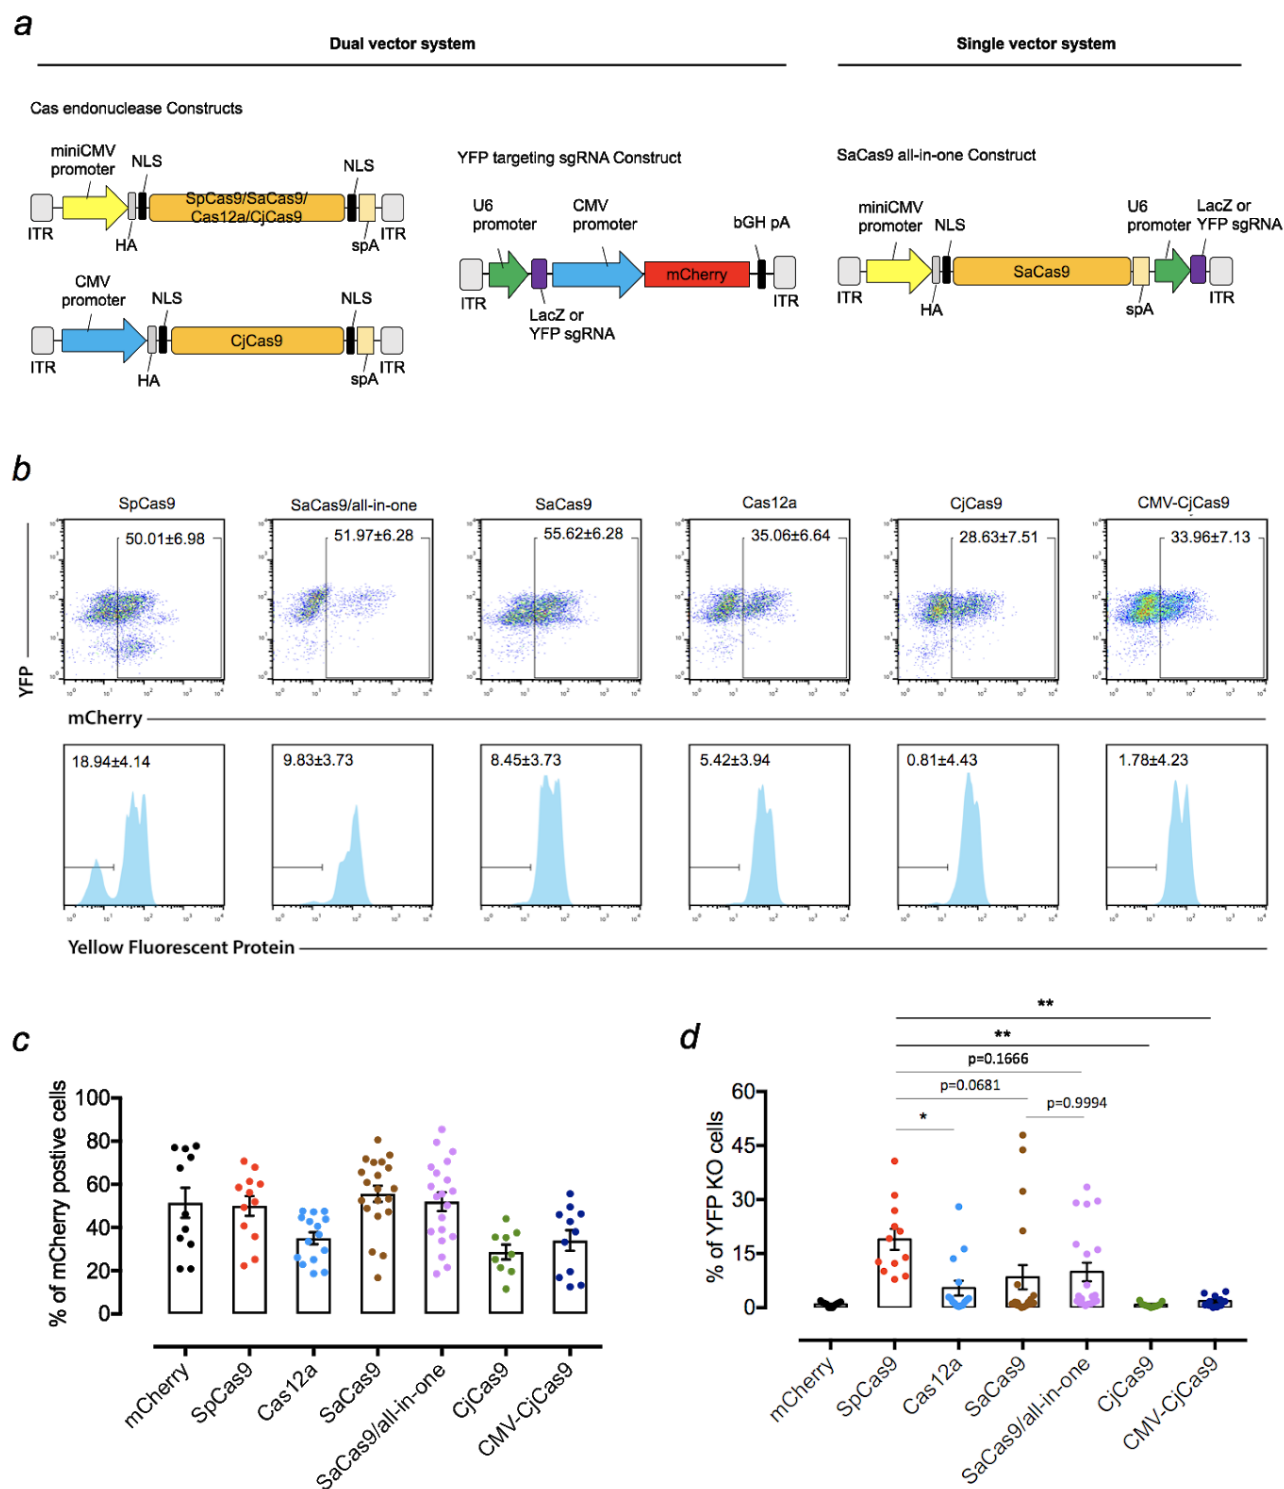 a
Dual vector system
Single vector system
Cas endonuclease Constructs
miniCMV
promoter
NLS
NLS
SpCas9/SaCas9/
Cas12a/CjCas9
ITR
HA
spA
ITR
CMV
promoter
NLS
NLS
CjCas9
ITR
HA
spA
ITR
YFP targeting sgRNA Construct
U6
promoter
CMV
promoter
bGH pA
mCherry
ITR
LacZ or
YFP sgRNA
ITR
SaCas9 all-in-one Construct
miniCMV
promoter
NLS
U6
promoter
LacZ or
YFP sgRNA
SaCas9
ITR
HA
spA
ITR
b
SpCas9
SaCas9/all-in-one
SaCas9
Cas12a
CjCas9
CMV-CjCas9
50.01±6.98
51.97±6.28
55.62±6.28
35.06±6.64
28.63±7.51
33.96±7.13
YFP
mCherry
18.94±4.14
9.83±3.73
8.45±3.73
5.42±3.94
0.81±4.43
1.78±4.23
Yellow Fluorescent Protein
c
% of mCherry postive cells
100
80
60
40
20
0
mCherry
SpCas9
Cas12a
SaCas9
SaCas9/all-in-one
CjCas9
CMV-CjCas9
d
**
**
p=0.1666
p=0.0681
*
p=0.9994
% of YFP KO cells
60
45
30
15
0
mCherry
SpCas9
Cas12a
SaCas9
SaCas9/all-in-one
CjCas9
CMV-CjCas9